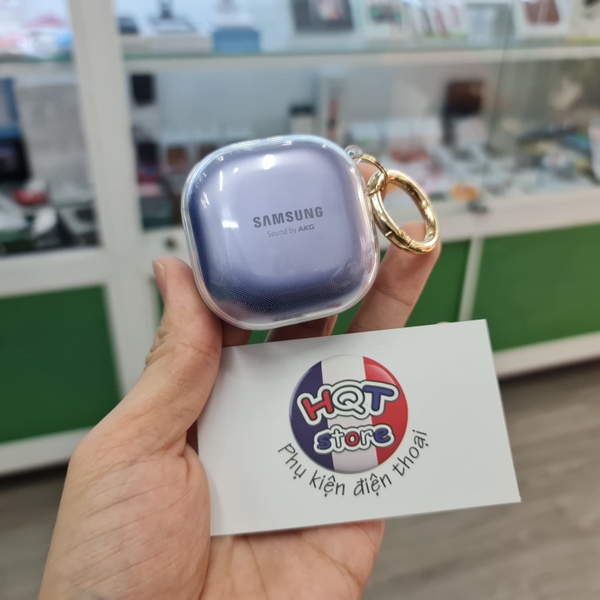 SAMSUNG
Sound by AKG
HQT
store
Phụ kiện điện thoại